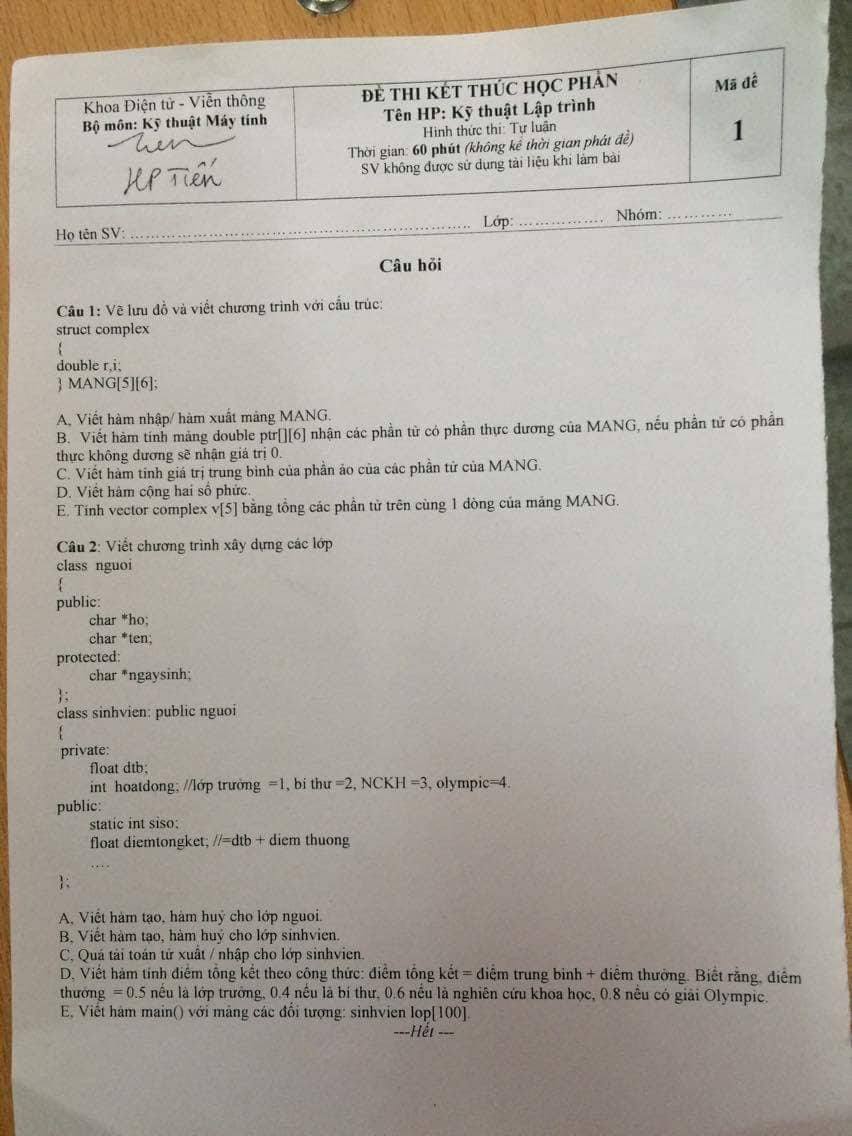 Khoa Điện tử - Viễn thông
Bộ môn: Kỹ thuật Máy tính
HP Tiến
ĐỀ THI KẾT THÚC HỌC PHẦN
Tên HP: Kỹ thuật Lập trình
Hình thức thi: Tự luận
Thời gian: 60 phút (không kể thời gian phát đề)
SV không được sử dụng tài liệu khi làm bài
Mã đề
1
Họ tên SV: ........................................................ Lớp: ................ Nhóm: ............
Câu hỏi
Câu 1: Vẽ lưu đồ và viết chương trình với cấu trúc:
struct complex
{
double r,i;
} MANG[5][6];
A, Viết hàm nhập/ hàm xuất mảng MANG.
B. Viết hàm tính mảng double ptr[][6] nhận các phần tử có phần thực dương của MANG, nếu phần tử có phần
thực không dương sẽ nhận giá trị 0.
C. Viết hàm tính giá trị trung bình của phần ảo của các phần tử của MANG.
D. Viết hàm cộng hai số phức.
E. Tính vector complex v[5] bằng tổng các phần tử trên cùng 1 dòng của mảng MANG.
Câu 2: Viết chương trình xây dựng các lớp
class nguoi
{
public:
char *ho;
char *ten;
protected:
char *ngaysinh;
};
class sinhvien: public nguoi
{
private:
float dtb;
int hoatdong; //lớp trưởng =1, bí thư =2, NCKH =3, olympic=4.
public:
static int siso;
float diemtongket; //=dtb + diem thuong
....
};
A, Viết hàm tạo, hàm huỷ cho lớp nguoi.
B, Viết hàm tạo, hàm huỷ cho lớp sinhvien.
C, Quá tải toán tử xuất / nhập cho lớp sinhvien.
D, Viết hàm tính điểm tổng kết theo công thức: điểm tổng kết = điểm trung bình + điểm thưởng. Biết rằng, điểm
thưởng = 0.5 nếu là lớp trưởng, 0.4 nếu là bí thư, 0.6 nếu là nghiên cứu khoa học, 0.8 nếu có giải Olympic.
E, Viết hàm main() với mảng các đối tượng: sinhvien lop[100].
---Hết ---